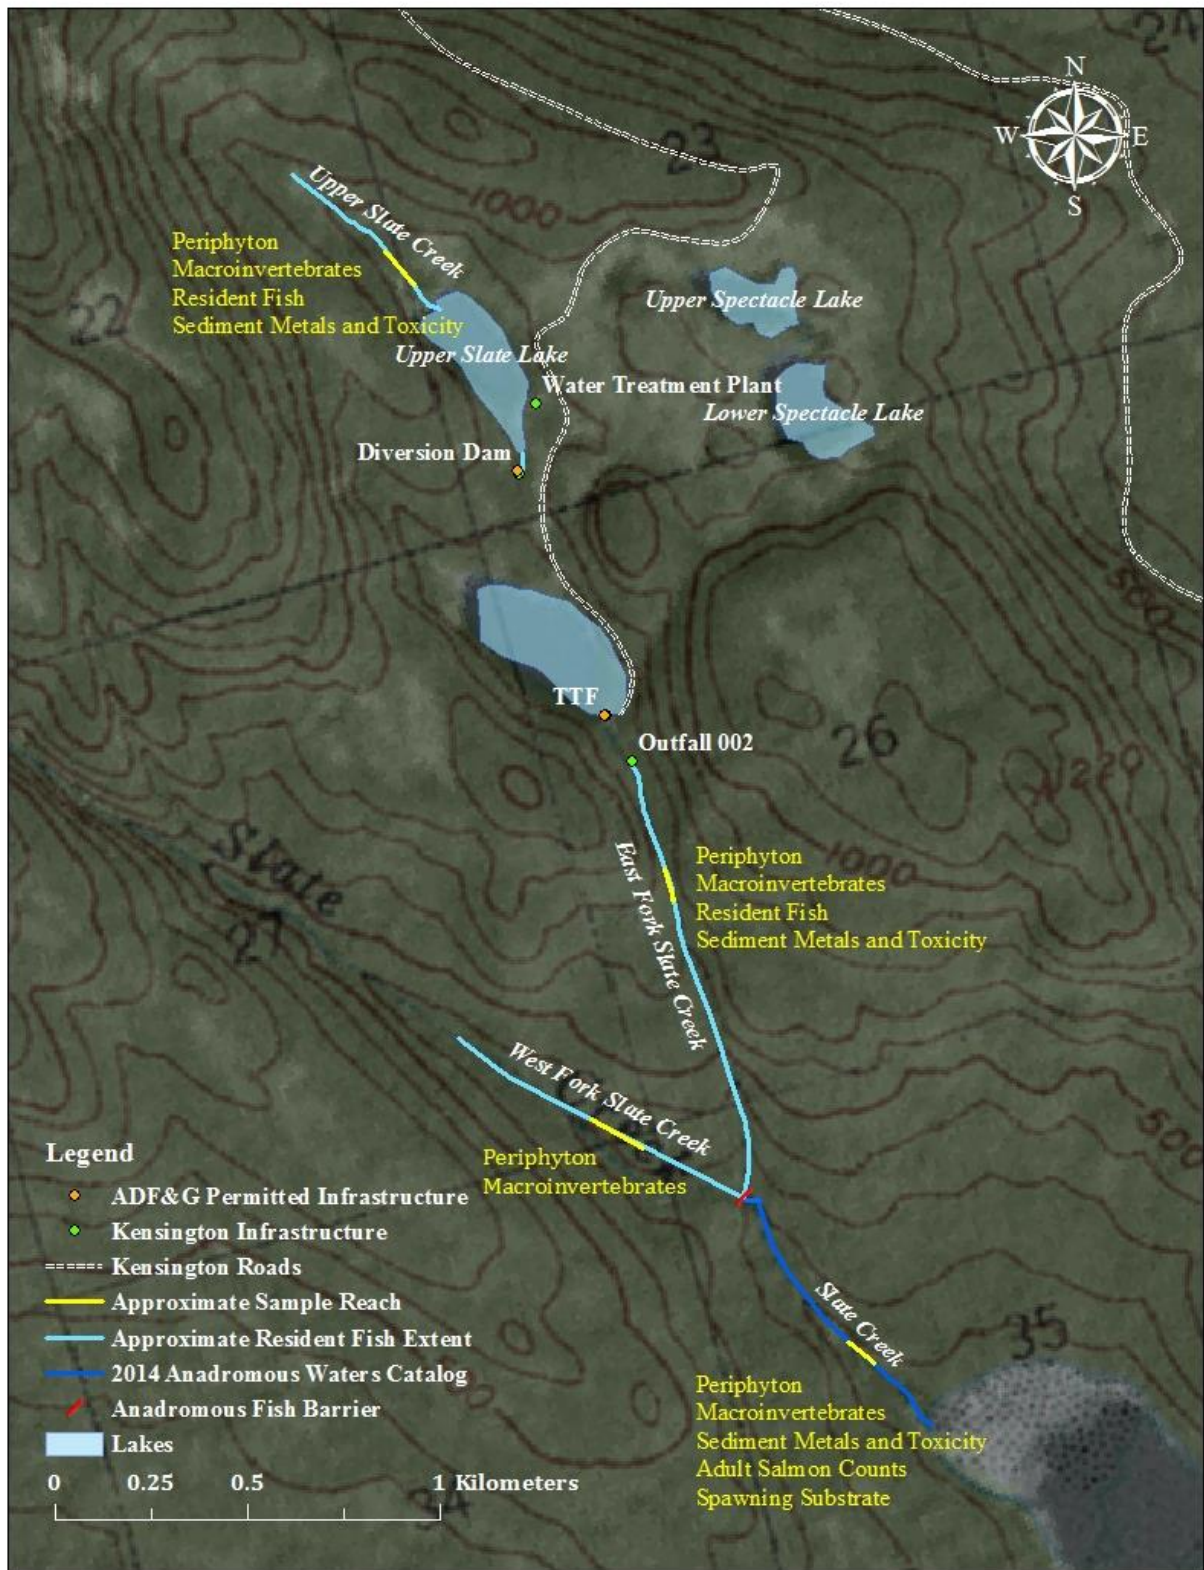 24
N
W
E
S
23
1000
Upper Slate Creek
Periphyton
Macroinvertebrates
Resident Fish
Sediment Metals and Toxicity
22
Upper Spectacle Lake
Upper Slate Lake
Water Treatment Plant
Lower Spectacle Lake
Diversion Dam
500
TTF
Outfall 002
26
1220
1000
Slate
27
East Fork Slate Creek
Periphyton
Macroinvertebrates
Resident Fish
Sediment Metals and Toxicity
West Fork Slate Creek
500
Periphyton
Macroinvertebrates
Slate Creek
35
Periphyton
Macroinvertebrates
Sediment Metals and Toxicity
Adult Salmon Counts
Spawning Substrate
Legend
ADF&G Permitted Infrastructure
Kensington Infrastructure
Kensington Roads
Approximate Sample Reach
Approximate Resident Fish Extent
2014 Anadromous Waters Catalog
Anadromous Fish Barrier
Lakes
0 0.25 0.5 1 Kilometers
34